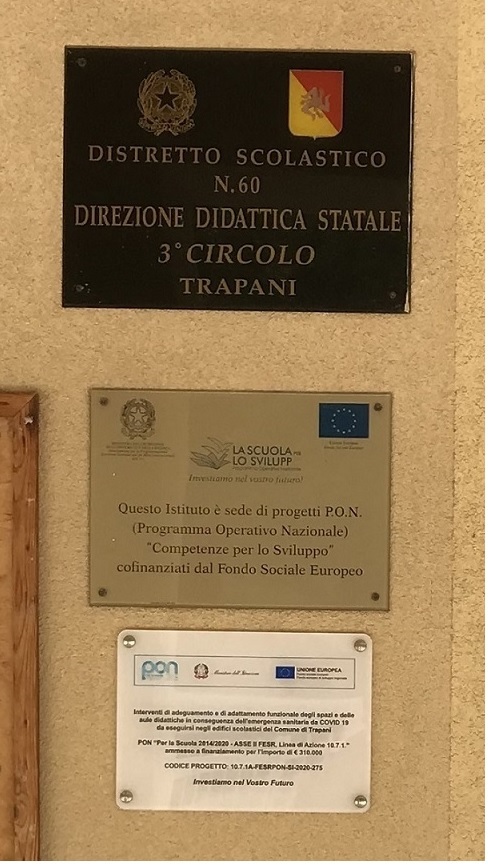 DISTRETTO SCOLASTICO
N.60
DIREZIONE DIDATTICA STATALE
3° CIRCOLO
TRAPANI
LA SCUOLA PER
LO SVILUPP
Investiamo nel vostro futuro!
Questo Istituto è sede di progetti P.O.N.
(Programma Operativo Nazionale)
"Competenze per lo Sviluppo"
cofinanziati dal Fondo Sociale Europeo
pon
UNIONE EUROPEA
Interventi di adeguamento e di adattamento funzionale degli spazi e delle
aule didattiche in conseguenza dell'emergenza sanitaria da COVID 19
da eseguirsi negli edifici scolastici del Comune di Trapani
PON "Per la Scuola 2014/2020 - ASSE II FESR, Linea di Azione 10.7.1."
ammesso a finanziamento per l'importo di € 310.000
CODICE PROGETTO: 10.7.1A-FESRPON-SI-2020-275
Investiamo nel Vostro Futuro